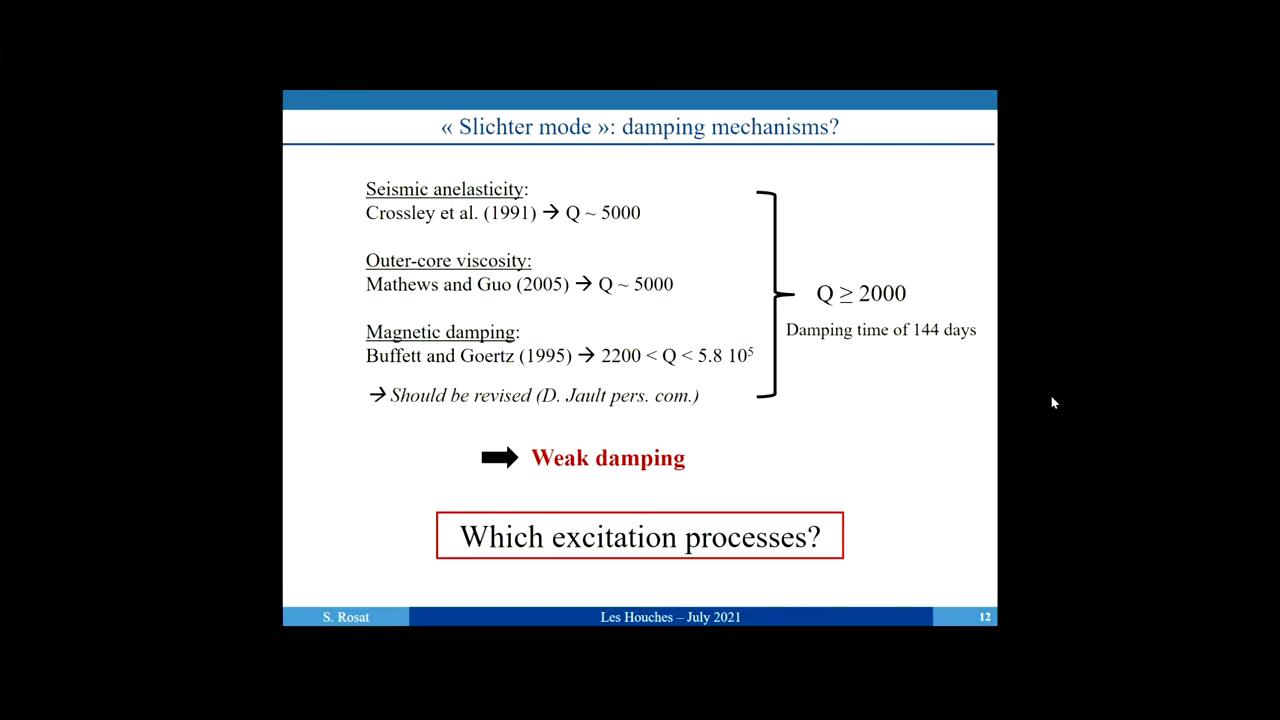 « Slichter mode »: damping mechanisms?
Seismic anelasticity:
Crossley et al. (1991) → Q ~ 5000
Outer-core viscosity:
Mathews and Guo (2005) → Q ~ 5000
Magnetic damping:
Buffett and Goertz (1995) → 2200 < Q < 5.8 10⁵
→ Should be revised (D. Jault pers. com.)
Q ≥ 2000
Damping time of 144 days
➡ Weak damping
Which excitation processes?
S. Rosat
Les Houches – July 2021
12